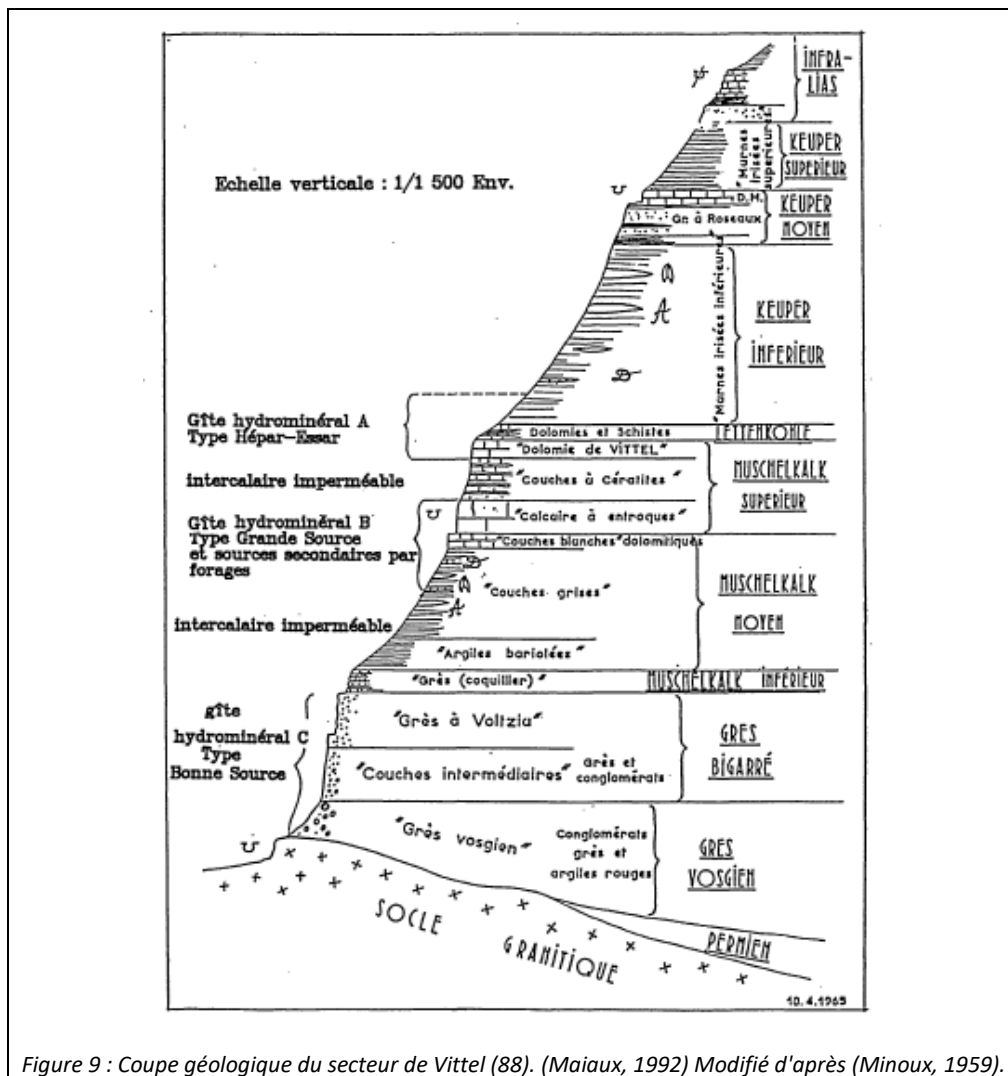 INFRA-
LIAS
"Marnes
irisées
supérieures"
KEUPER
SUPERIEUR
Echelle verticale : 1/1 500 Env.
D.H.
Gr. à Roseaux
KEUPER
MOYEN
"Marnes irisées inférieures"
A
A
D
KEUPER
INFERIEUR
Gîte hydrominéral A
Type Hépar-Essar
Dolomies et Schistes
LETTENKOHLE
"Dolomie de VITTEL"
intercalaire imperméable
"Couches à Cératites"
MUSCHELKALK
SUPERIEUR
Gîte hydrominéral B
Type Grande Source
et sources secondaires par
forages
"Calcaire à entroques"
"Couches blanches" dolomitiques
D
A
A
"Couches grises"
MUSCHELKALK
MOYEN
intercalaire imperméable
"Argiles bariolées"
"Grès (coquillier)"
MUSCHELKALK INFÉRIEUR
gîte
hydrominéral C
Type
Bonne Source
"Grès à Voltzia"
"Couches intermédiaires"
Grès et
conglomérats
GRES
BIGARRÉ
"Grès vosgien"
Conglomérats
grès et
argiles rouges
GRES
VOSGIEN
SOCLE
GRANITIQUE
PERMIEN
10.4.1965
Figure 9 : Coupe géologique du secteur de Vittel (88). (Maiaux, 1992) Modifié d'après (Minoux, 1959).